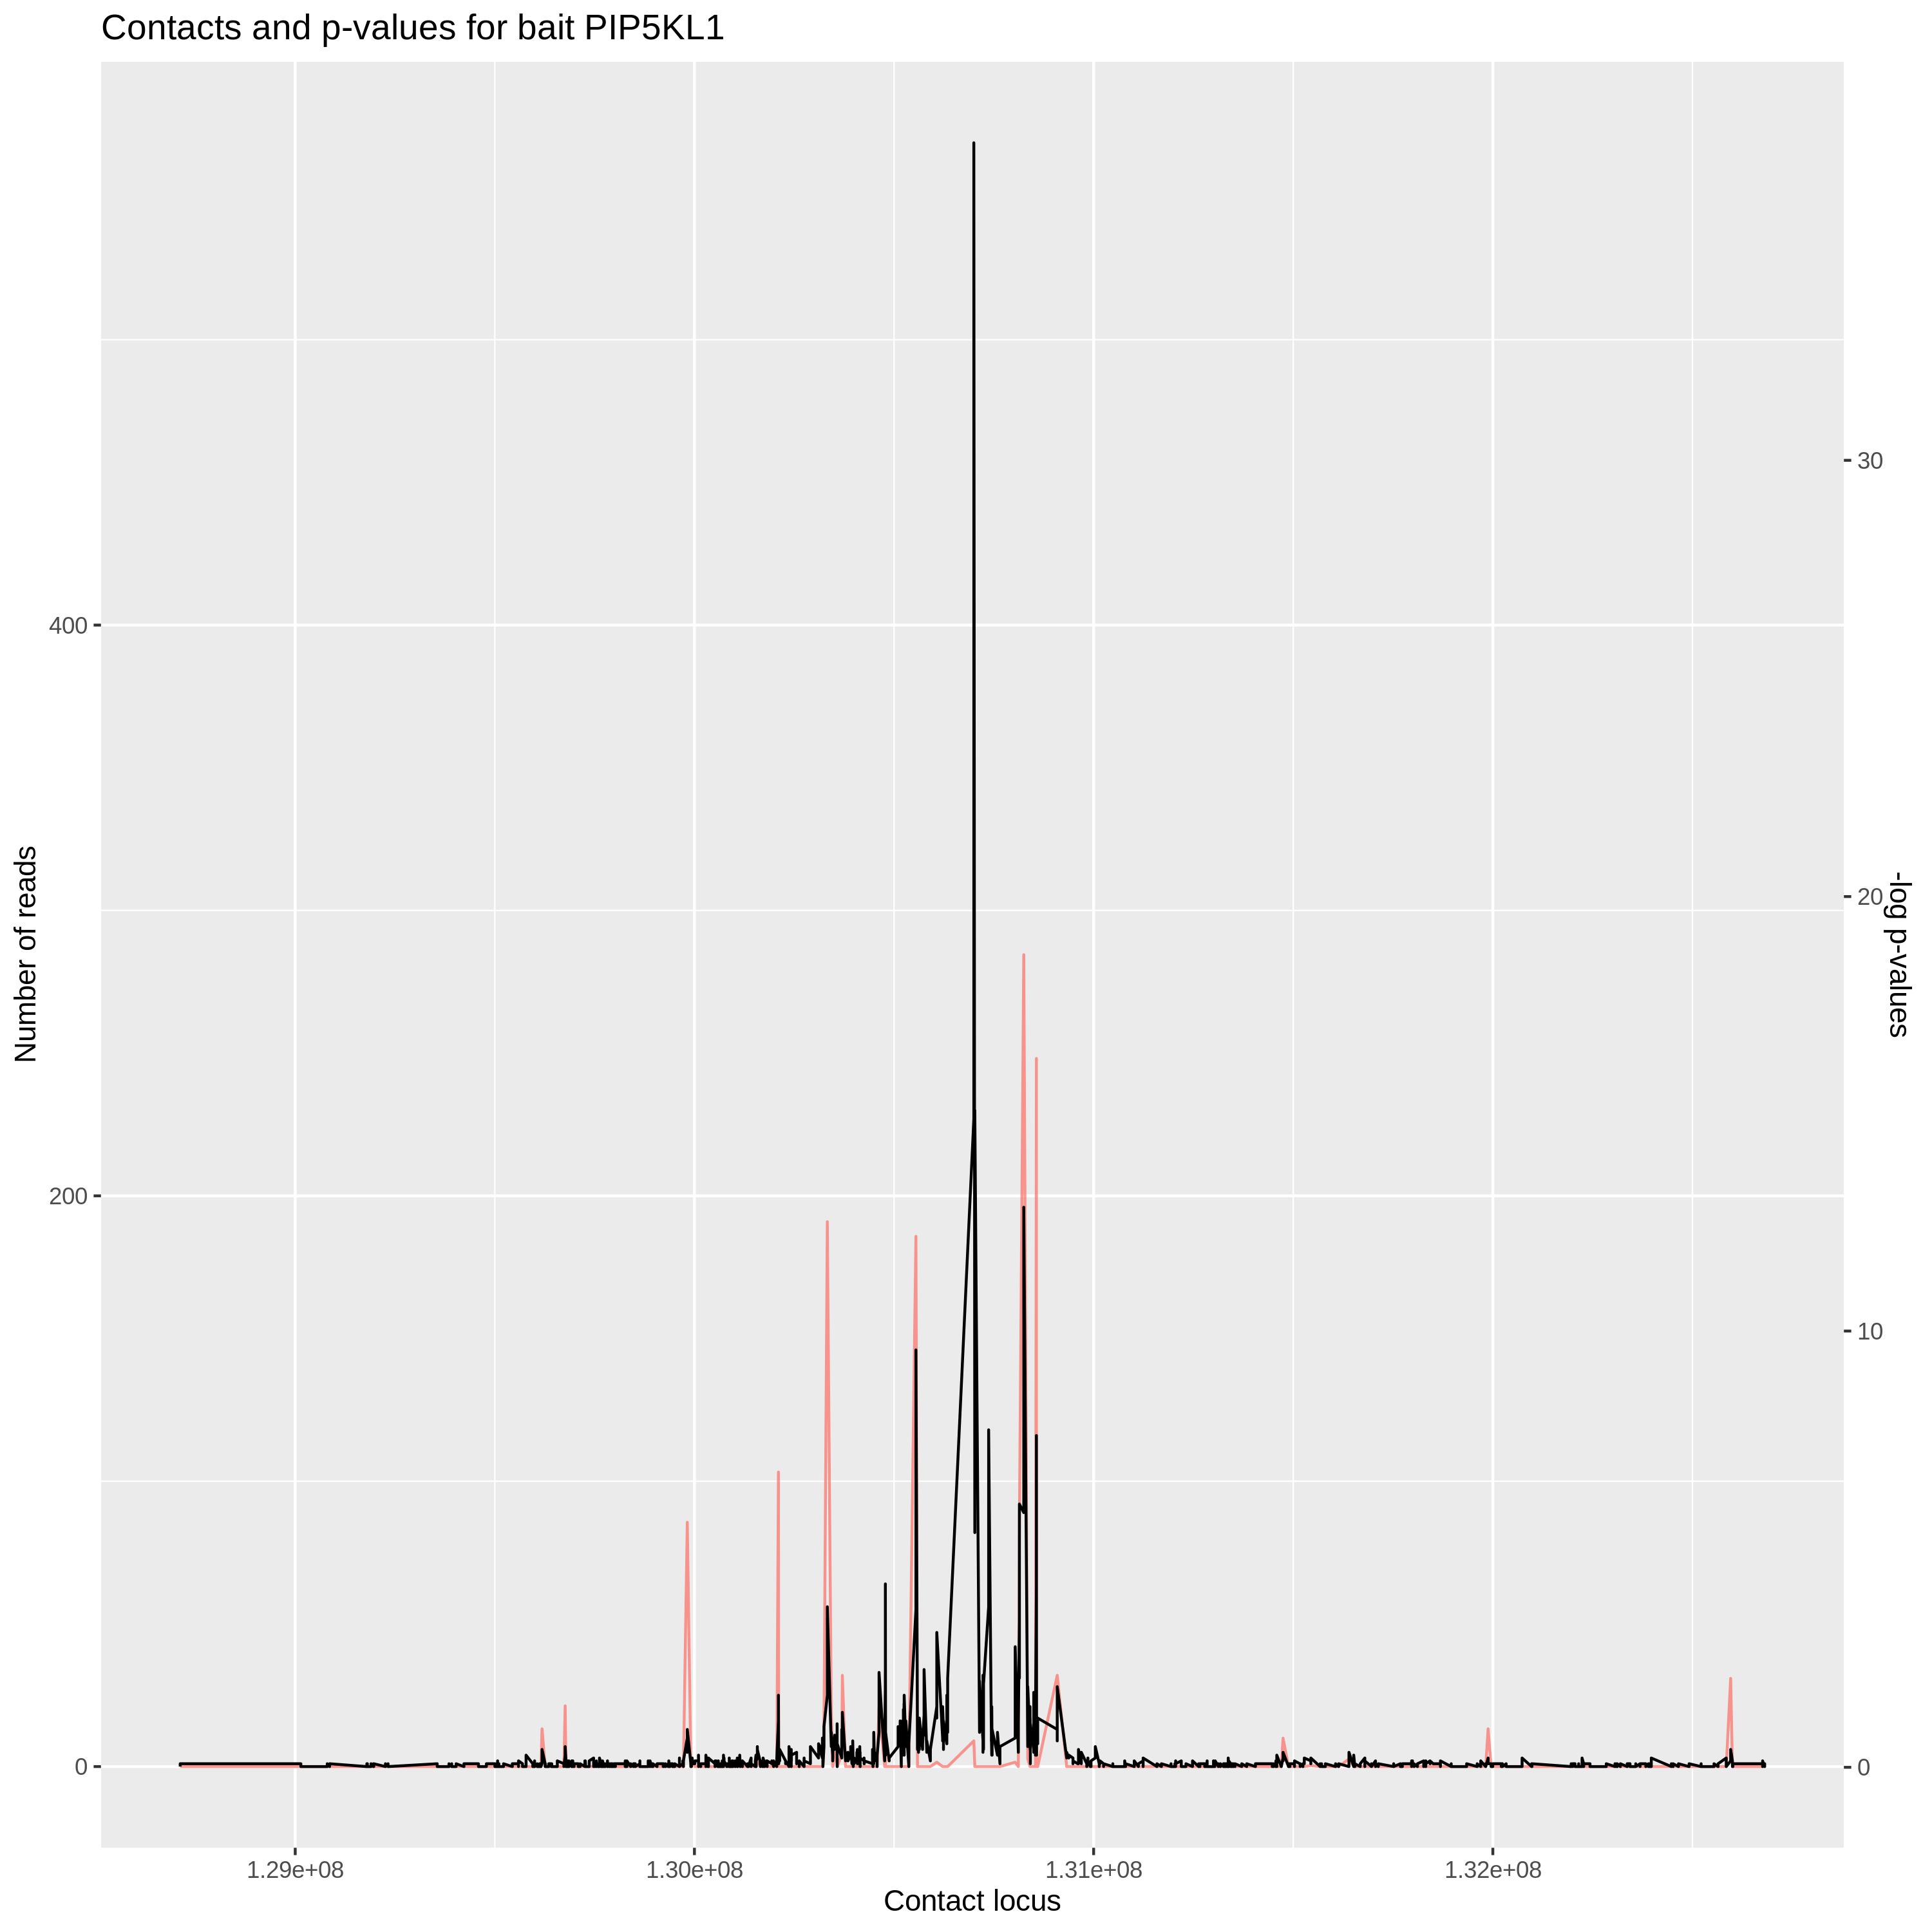 Contacts and p-values for bait PIP5KL1
Number of reads
400
200
0
30
20
10
0
-log p-values
1.29e+08
1.30e+08
1.31e+08
1.32e+08
Contact locus